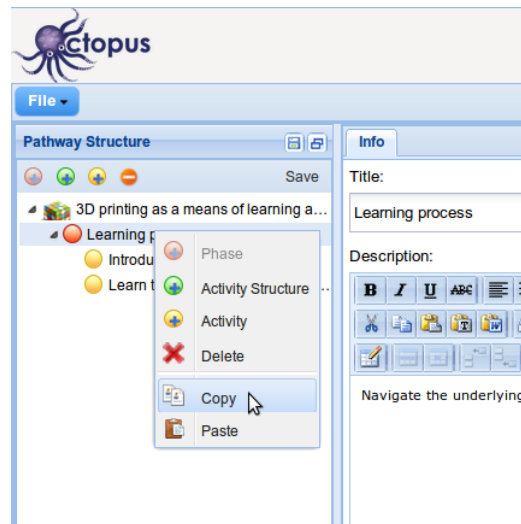 Octopus
File
Pathway Structure
Save
3D printing as a means of learning a...
Learning p
Introdu
Learn t
...
Phase
Activity Structure
Activity
Delete
Copy
Paste
Info
Title:
Learning process
Description:
B I U ABC
Navigate the underlying